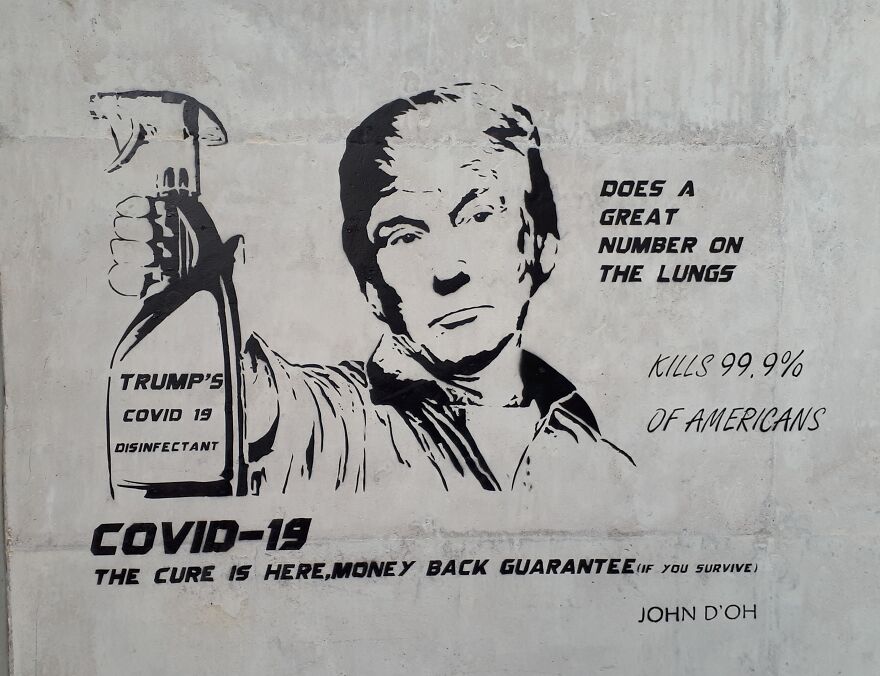 DOES A
GREAT
NUMBER ON
THE LUNGS
KILLS 99.9%
OF AMERICANS
TRUMP'S
COVID 19
DISINFECTANT
COVID-19
THE CURE IS HERE,MONEY BACK GUARANTEE(IF YOU SURVIVE)
JOHN D'OH